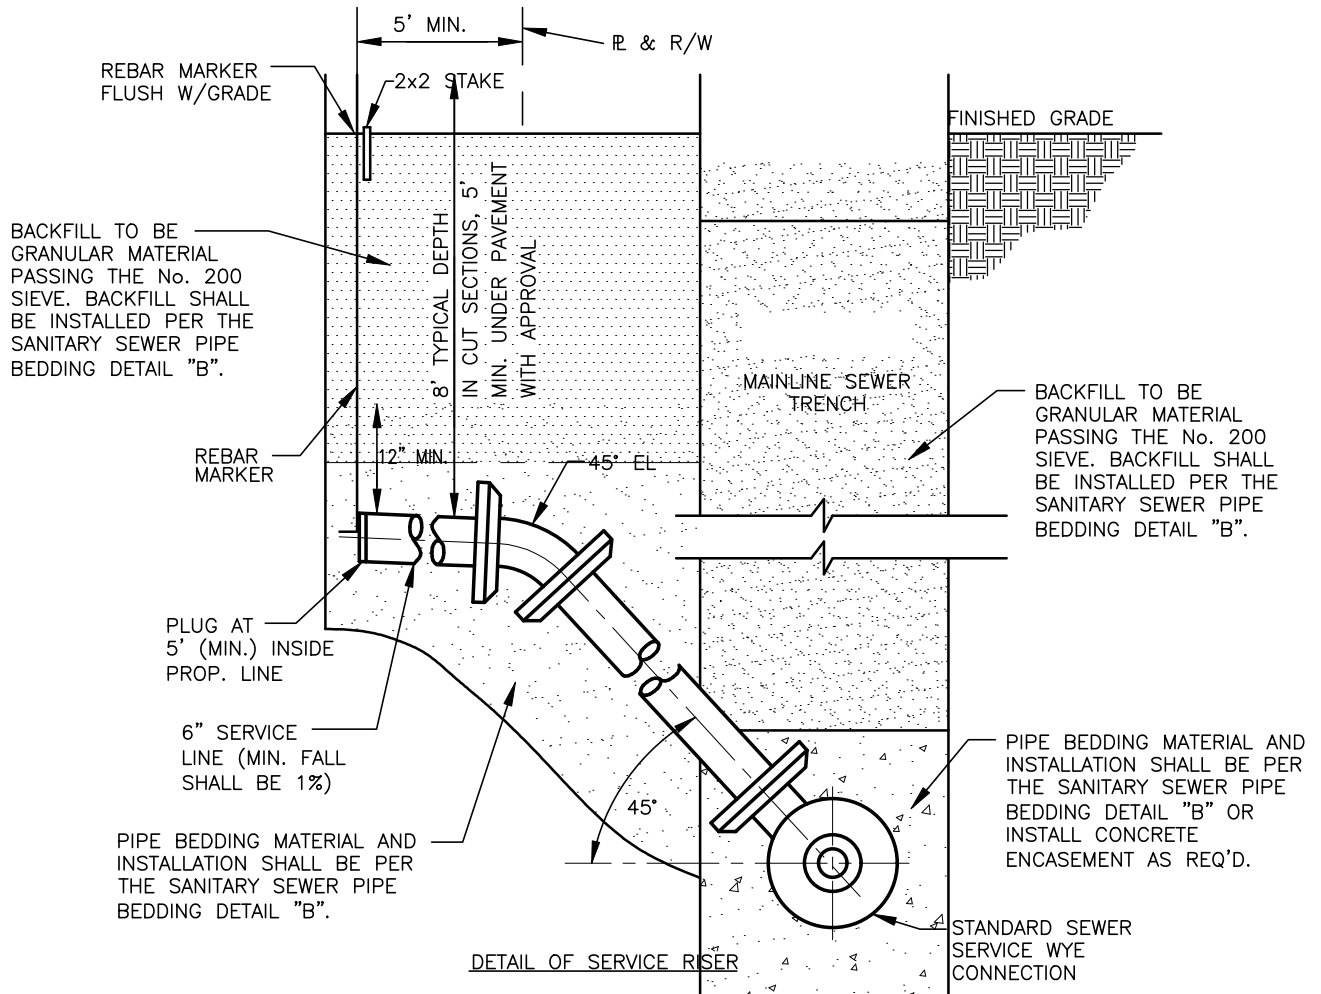 5' MIN.
℄ & R/W
REBAR MARKER
FLUSH W/GRADE
2x2 STAKE
FINISHED GRADE
BACKFILL TO BE
GRANULAR MATERIAL
PASSING THE No. 200
SIEVE. BACKFILL SHALL
BE INSTALLED PER THE
SANITARY SEWER PIPE
BEDDING DETAIL "B".
8' TYPICAL DEPTH
IN CUT SECTIONS, 5'
MIN. UNDER PAVEMENT
WITH APPROVAL
MAINLINE SEWER
TRENCH
BACKFILL TO BE
GRANULAR MATERIAL
PASSING THE No. 200
SIEVE. BACKFILL SHALL
BE INSTALLED PER THE
SANITARY SEWER PIPE
BEDDING DETAIL "B".
REBAR
MARKER
12" MIN.
45° EL
PLUG AT
5' (MIN.) INSIDE
PROP. LINE
6" SERVICE
LINE (MIN. FALL
SHALL BE 1%)
45°
PIPE BEDDING MATERIAL AND
INSTALLATION SHALL BE PER
THE SANITARY SEWER PIPE
BEDDING DETAIL "B" OR
INSTALL CONCRETE
ENCASEMENT AS REQ'D.
PIPE BEDDING MATERIAL AND
INSTALLATION SHALL BE PER
THE SANITARY SEWER PIPE
BEDDING DETAIL "B".
STANDARD SEWER
SERVICE WYE
CONNECTION
DETAIL OF SERVICE RISER